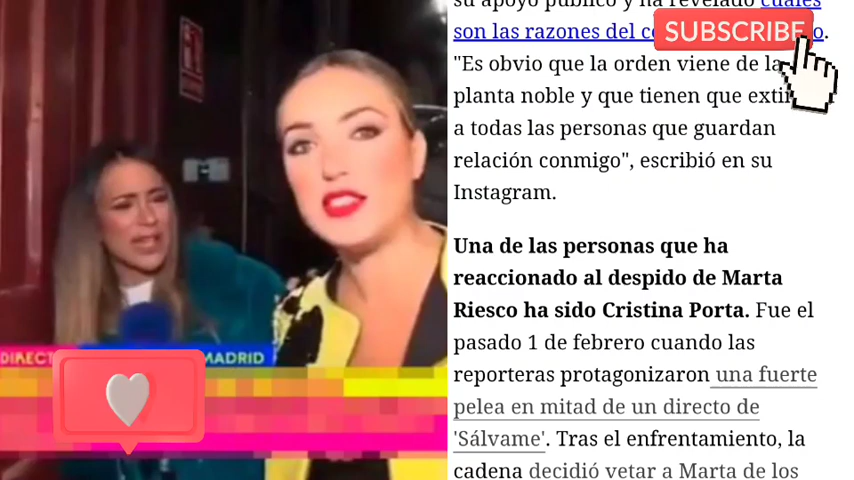 DIRECT
MADRID
su apoyo público y ha revelado cuáles
son las razones del
SUBSCRIBE
"Es obvio que la orden viene de la
planta noble y que tienen que
a todas las personas que guardan
relación conmigo", escribió en su
Instagram.
Una de las personas que ha
reaccionado al despido de Marta
Riesco ha sido Cristina Porta. Fue el
pasado 1 de febrero cuando las
reporteras protagonizaron una fuerte
pelea en mitad de un directo de
'Sálvame'. Tras el enfrentamiento, la
cadena decidió vetar a Marta de los